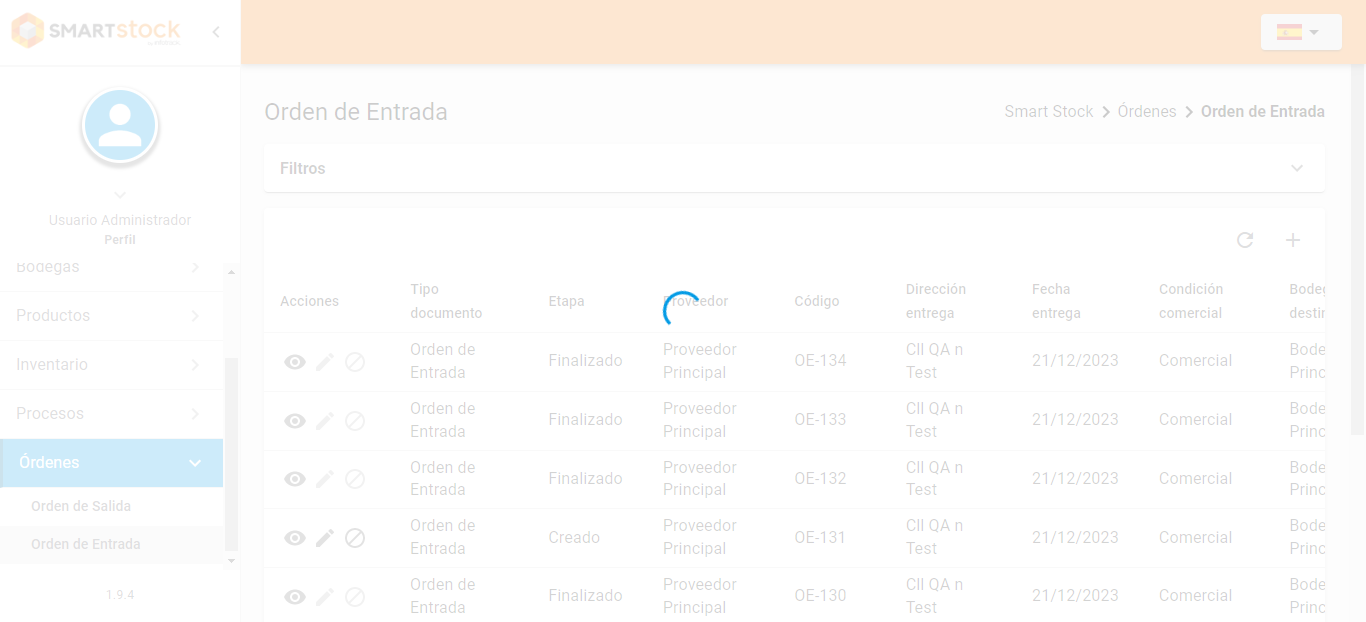 SMARTstock
Orden de Entrada
Smart Stock > Órdenes > Orden de Entrada
Filtros
Usuario Administrador
Perfil
Bodegas
Productos
Inventario
Procesos
Órdenes
Orden de Salida
Orden de Entrada
1.9.4
Acciones
Tipo
documento
Etapa
Proveedor
Código
Dirección
entrega
Fecha
entrega
Condición
comercial
Bodeg
destin
Orden de
Entrada
Finalizado
Proveedor
Principal
OE-134
Cll QA n
Test
21/12/2023
Comercial
Bode
Princ
Orden de
Entrada
Finalizado
Proveedor
Principal
OE-133
Cll QA n
Test
21/12/2023
Comercial
Bode
Princ
Orden de
Entrada
Finalizado
Proveedor
Principal
OE-132
Cll QA n
Test
21/12/2023
Comercial
Bode
Princ
Orden de
Entrada
Creado
Proveedor
Principal
OE-131
Cll QA n
Test
21/12/2023
Comercial
Bode
Princ
Orden de
Entrada
Finalizado
Proveedor
Principal
OE-130
Cll QA n
Test
21/12/2023
Comercial
Bode
Princ